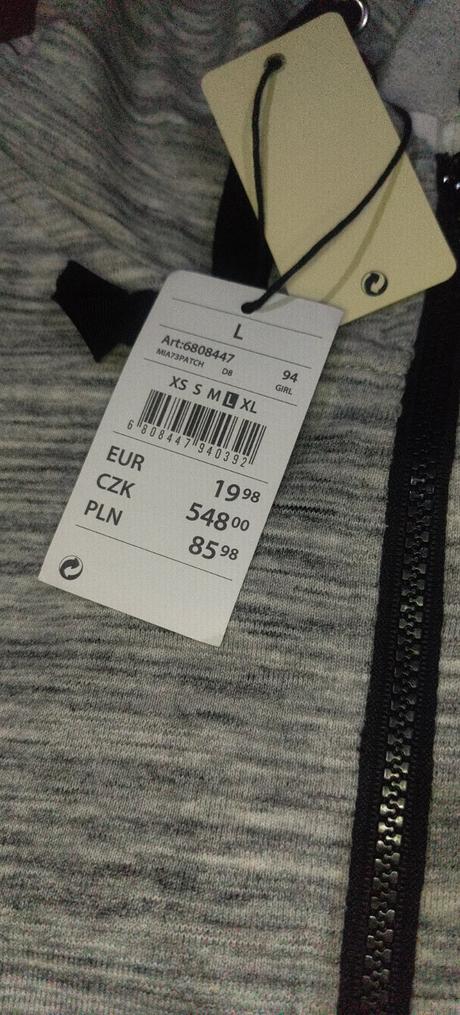 L
Art:6808447 94
MIA73PATCH D8 GIRL
XS S M L XL
6 808447 940392
EUR 19 98
CZK 548 00
PLN 85 98